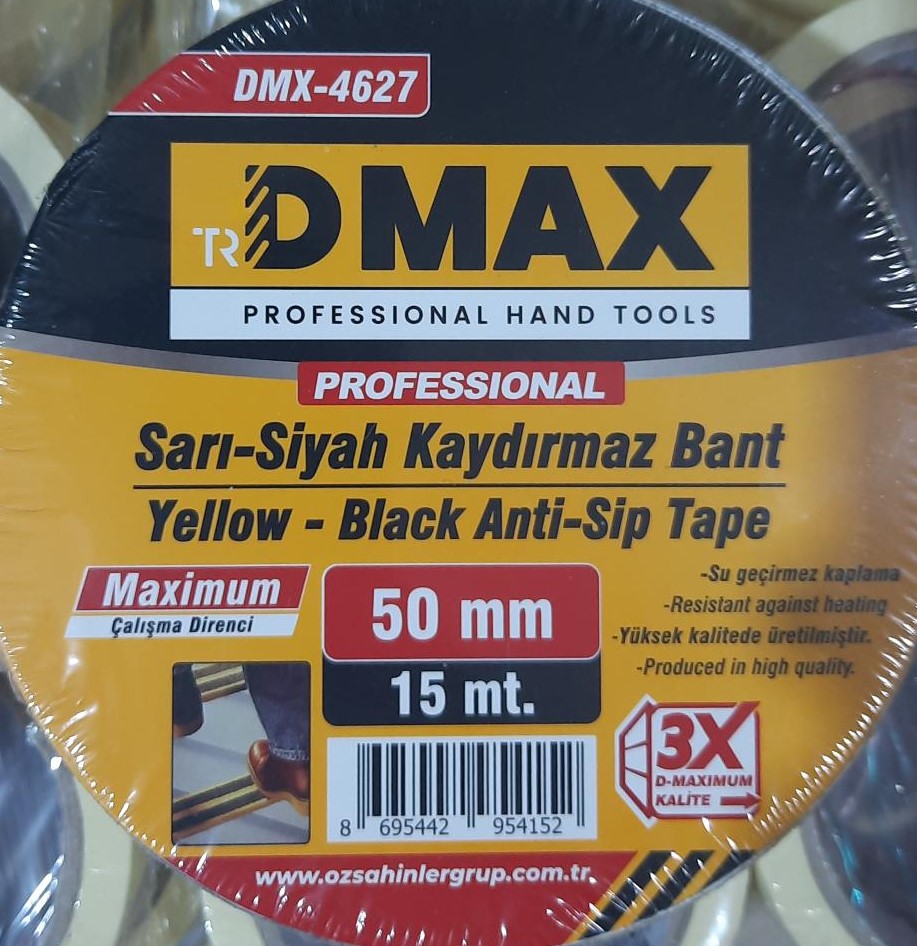 DMX-4627
TR DMAX
PROFESSIONAL HAND TOOLS
PROFESSIONAL
Sarı-Siyah Kaydırmaz Bant
Yellow - Black Anti-Sip Tape
Maximum
Çalışma Direnci
50 mm
15 mt.
-Su geçirmez kaplama
-Resistant against heating
-Yüksek kalitede üretilmiştir.
-Produced in high quality.
3X
D-MAXIMUM
KALİTE
8 695442 954152
www.ozsahinlergrup.com.tr